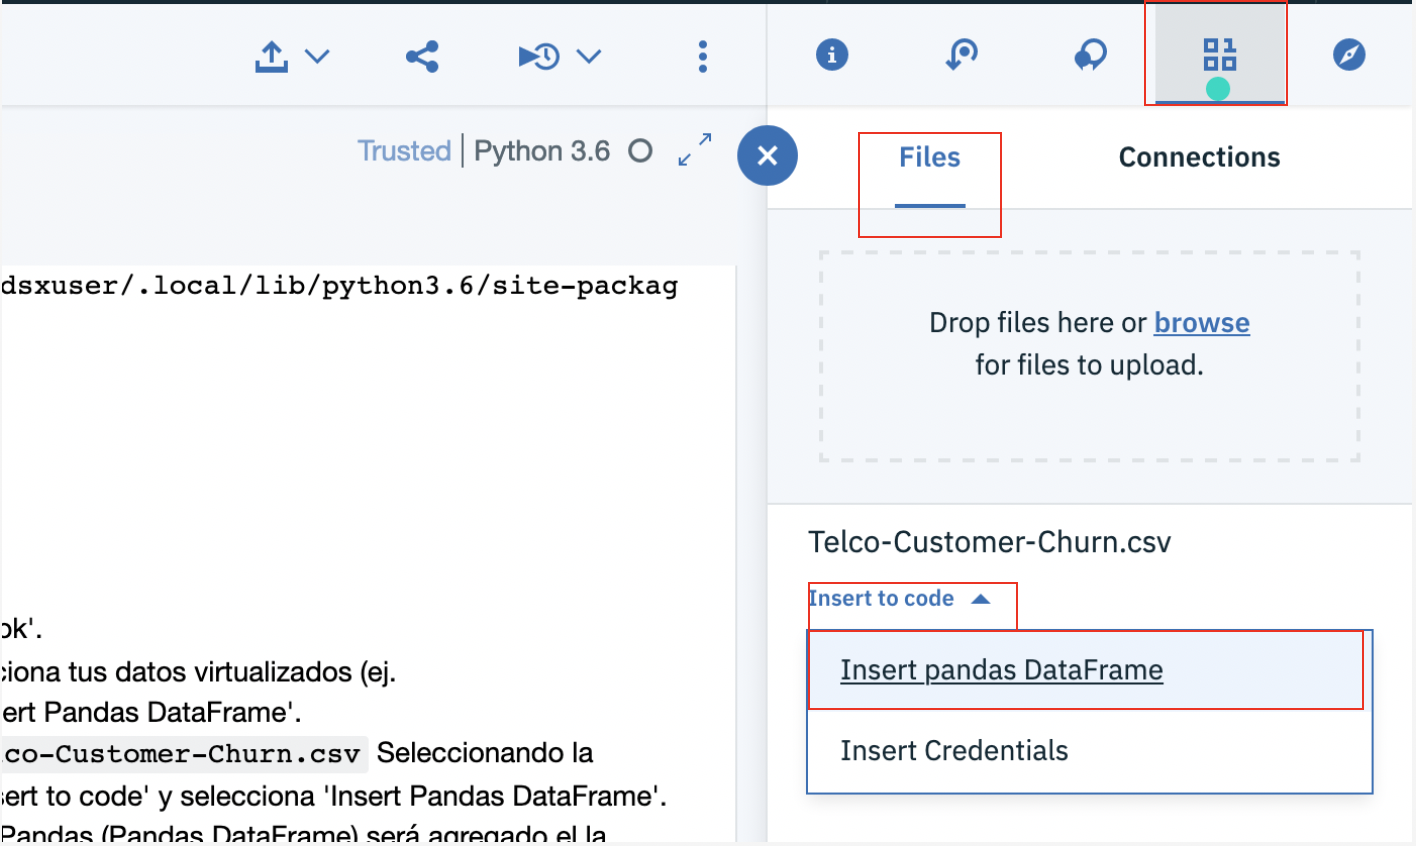 Trusted | Python 3.6
Files
Connections
dsxuser/.local/lib/python3.6/site-packag
Drop files here or browse
for files to upload.
Telco-Customer-Churn.csv
Insert to code
Insert pandas DataFrame
Insert Credentials
ok'.
ciona tus datos virtualizados (ej.
ert Pandas DataFrame'.
lco-Customer-Churn.csv Seleccionando la
sert to code' y selecciona 'Insert Pandas DataFrame'.
Pandas (Pandas DataFrame) será agregado el la